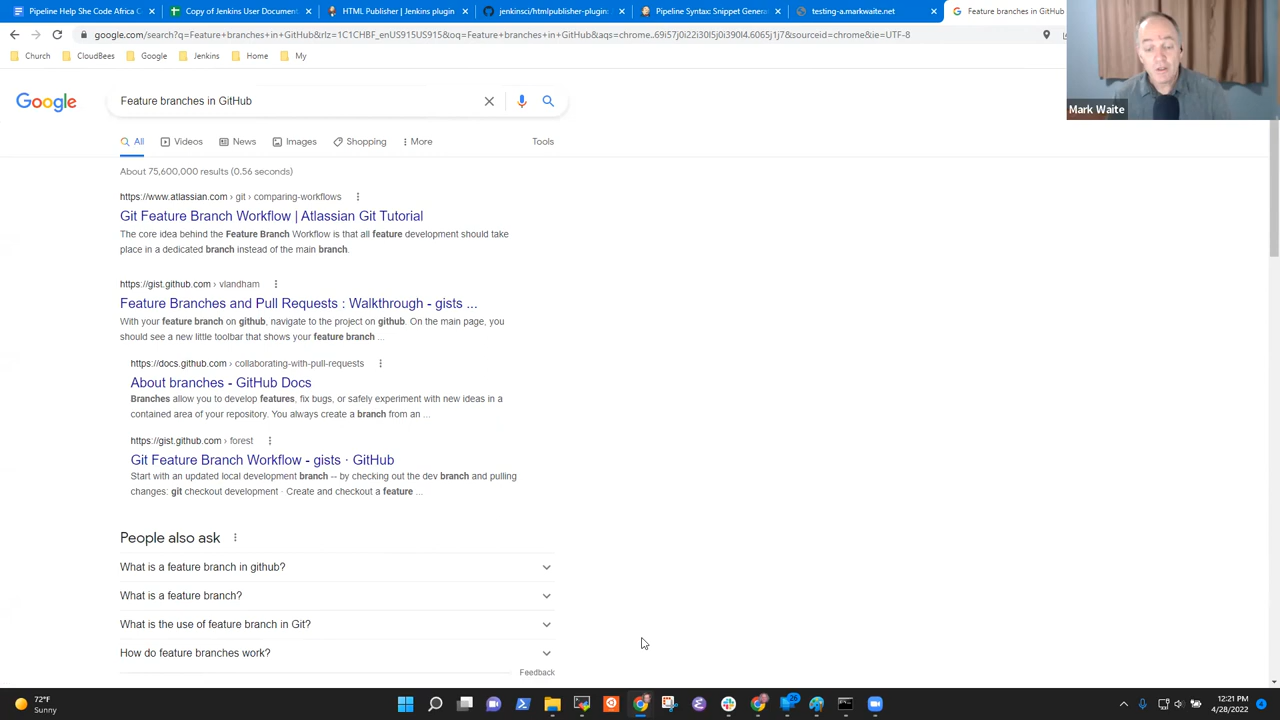 Pipeline Help She Code Africa C
Copy of Jenkins User Document
HTML Publisher | Jenkins plugin
jenkinsci/htmlpublisher-plugin:
Pipeline Syntax: Snippet Genera
testing-a.markwaite.net
Feature branches in GitHub
google.com/search?q=Feature+branches+in+GitHub&rlz=1C1CHBF_enUS915US915&oq=Feature+branches+in+GitHub&aqs=chrome..69i57j0i22i30l5j0i390l4.6065j1j7&sourceid=chrome&ie=UTF-8
Church
CloudBees
Google
Jenkins
Home
My
Mark Waite
Google
Feature branches in GitHub
All
Videos
News
Images
Shopping
More
Tools
About 75,600,000 results (0.56 seconds)
https://www.atlassian.com › git › comparing-workflows
Git Feature Branch Workflow | Atlassian Git Tutorial
The core idea behind the Feature Branch Workflow is that all feature development should take
place in a dedicated branch instead of the main branch.
https://gist.github.com › vlandham
Feature Branches and Pull Requests : Walkthrough - gists ...
With your feature branch on github, navigate to the project on github. On the main page, you
should see a new little toolbar that shows your feature branch ...
https://docs.github.com › collaborating-with-pull-requests
About branches - GitHub Docs
Branches allow you to develop features, fix bugs, or safely experiment with new ideas in a
contained area of your repository. You always create a branch from an ...
https://gist.github.com › forest
Git Feature Branch Workflow - gists · GitHub
Start with an updated local development branch -- by checking out the dev branch and pulling
changes: git checkout development · Create and checkout a feature ...
People also ask
What is a feature branch in github?
What is a feature branch?
What is the use of feature branch in Git?
How do feature branches work?
Feedback
72°F
Sunny
26
12:21 PM
4/28/2022